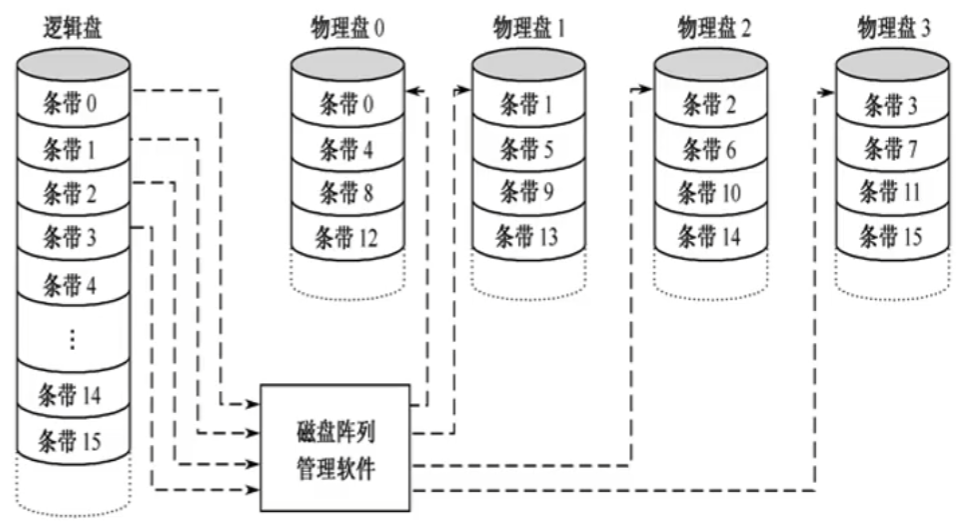 逻辑盘
物理盘 0
物理盘 1
物理盘 2
物理盘 3
条带 0
条带 1
条带 2
条带 3
条带 4
⋮
条带 14
条带 15
条带 0
条带 4
条带 8
条带 12
条带 1
条带 5
条带 9
条带 13
条带 2
条带 6
条带 10
条带 14
条带 3
条带 7
条带 11
条带 15
磁盘阵列
管理软件